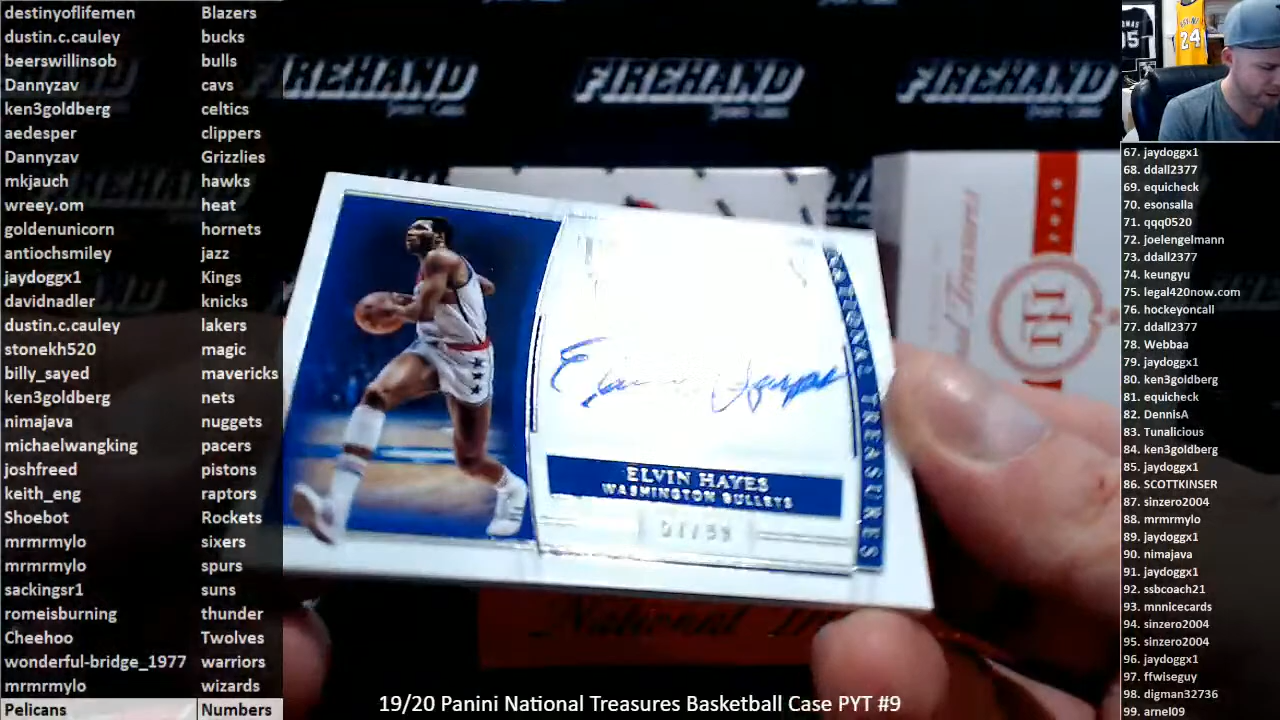 destinyoflifemen Blazers
dustin.c.cauley bucks
beerswillinsob bulls
Dannyzav cavs
ken3goldberg celtics
aedesper clippers
Dannyzav Grizzlies
mkjauch hawks
wreey.om heat
goldenunicorn hornets
antiochsmiley jazz
jaydoggx1 Kings
davidnadler knicks
dustin.c.cauley lakers
stonekh520 magic
billy_sayed mavericks
ken3goldberg nets
nimajava nuggets
michaelwangking pacers
joshfreed pistons
keith_eng raptors
Shoebot Rockets
mrmrmylo sixers
mrmrmylo spurs
sackingsr1 suns
romeisburning thunder
Cheehoo Twolves
wonderful-bridge_1977 warriors
mrmrmylo wizards
Pelicans Numbers
FIREHAND FIREHAND FIREHAND
Elvin Hayes
ELVIN HAYES
WASHINGTON BULLETS
NATIONAL TREASURES
National Treasures
19/20 Panini National Treasures Basketball Case PYT #9
24
67. jaydoggx1
68. ddall2377
69. equicheck
70. esonsalla
71. qqq0520
72. joelengelmann
73. ddall2377
74. keungyu
75. legal420now.com
76. hockeyoncall
77. ddall2377
78. Webbaa
79. jaydoggx1
80. ken3goldberg
81. equicheck
82. DennisA
83. Tunalicious
84. ken3goldberg
85. jaydoggx1
86. SCOTTKINSER
87. sinzero2004
88. mrmrmylo
89. jaydoggx1
90. nimajava
91. jaydoggx1
92. ssbcoach21
93. mnnicecards
94. sinzero2004
95. sinzero2004
96. jaydoggx1
97. ffwiseguy
98. digman32736
99. arnel09